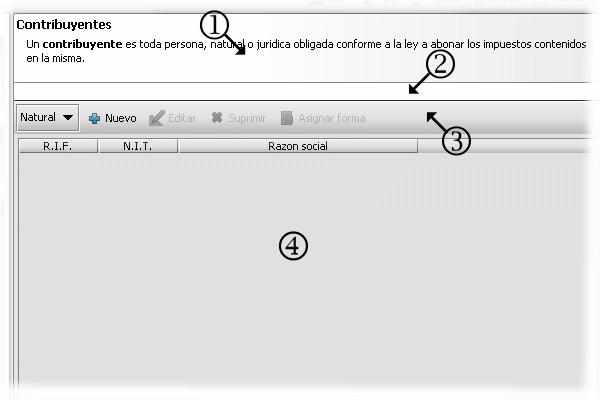 Contribuyentes
1
Un contribuyente es toda persona, natural o juridica obligada conforme a la ley a abonar los impuestos contenidos
en la misma.
2
Natural Nuevo Editar Suprimir Asignar forma
3
R.I.F. N.I.T. Razon social
4